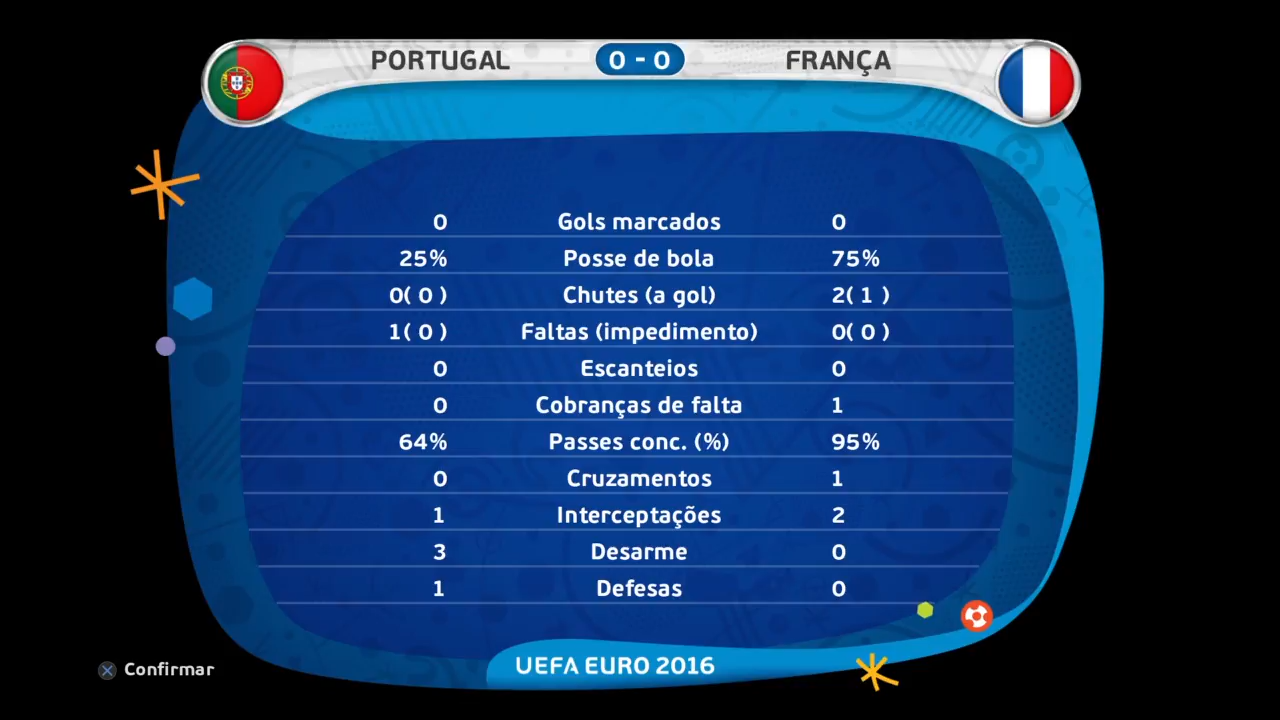 PORTUGAL 0 - 0 FRANÇA
0 Gols marcados 0
25% Posse de bola 75%
0( 0 ) Chutes (a gol) 2( 1 )
1( 0 ) Faltas (impedimento) 0( 0 )
0 Escanteios 0
0 Cobranças de falta 1
64% Passes conc. (%) 95%
0 Cruzamentos 1
1 Interceptações 2
3 Desarme 0
1 Defesas 0
UEFA EURO 2016
Confirmar